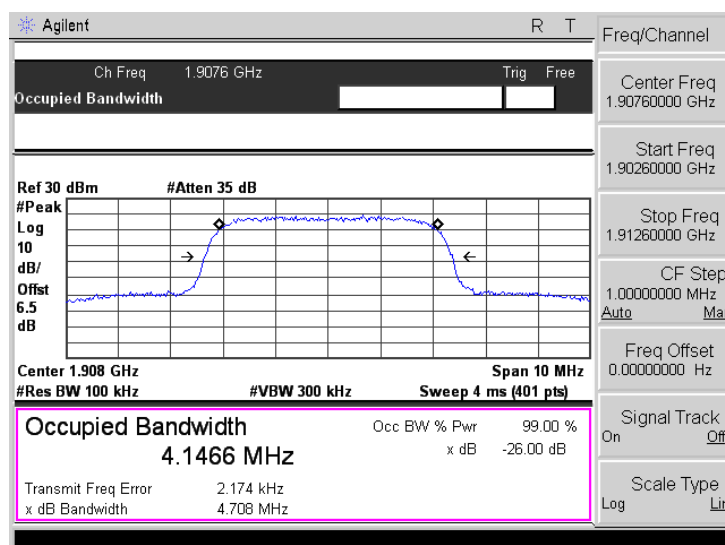 Agilent R T
Ch Freq 1.9076 GHz Trig Free
Occupied Bandwidth
Ref 30 dBm #Atten 35 dB
#Peak
Log
10
dB/
Offst
6.5
dB
Center 1.908 GHz Span 10 MHz
#Res BW 100 kHz #VBW 300 kHz Sweep 4 ms (401 pts)
Occupied Bandwidth Occ BW % Pwr 99.00 %
4.1466 MHz x dB -26.00 dB
Transmit Freq Error 2.174 kHz
x dB Bandwidth 4.708 MHz
Freq/Channel
Center Freq
1.90760000 GHz
Start Freq
1.90260000 GHz
Stop Freq
1.91260000 GHz
CF Step
1.00000000 MHz
Auto Ma
Freq Offset
0.00000000 Hz
Signal Track
On Off
Scale Type
Log Lin